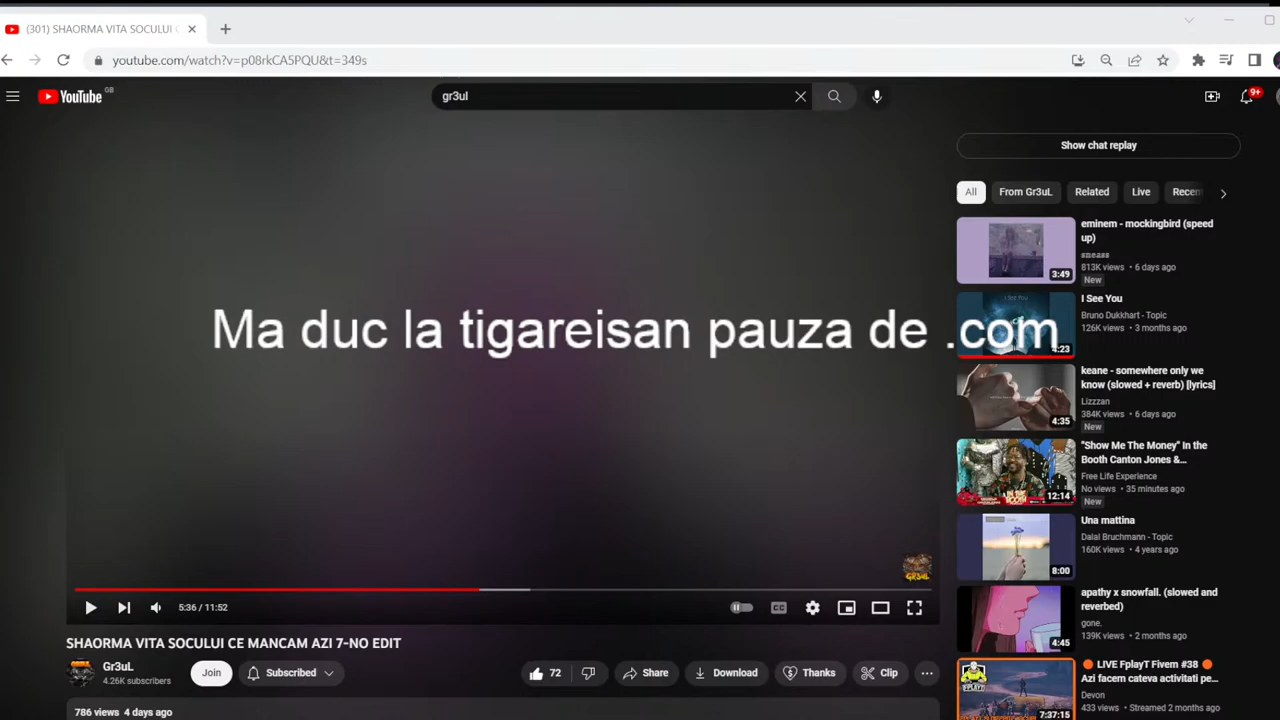 (301) SHAORMA VITA SOCULUI C
youtube.com/watch?v=p08rkCA5PQU&t=349s
YouTube GB
gr3ul
9+
Show chat replay
All
From Gr3uL
Related
Live
Recen
Ma duc la tigareisan pauza de .com
eminem - mockingbird (speed
up)
sneass
813K views • 6 days ago
New
3:49
I See You
Bruno Dukkhart - Topic
126K views • 3 months ago
4:23
keane - somewhere only we
know (slowed + reverb) [lyrics]
Lizzzan
384K views • 6 days ago
New
4:35
"Show Me The Money" In the
Booth Canton Jones &...
Free Life Experience
No views • 35 minutes ago
New
12:14
Una mattina
Dalal Bruchmann - Topic
160K views • 4 years ago
8:00
apathy x snowfall. (slowed and
reverbed)
gone.
139K views • 2 months ago
4:45
LIVE FplayT Fivem #38
Azi facem cateva activitati pe...
Devon
433 views • Streamed 2 months ago
7:37:15
GR3UL
5:36 / 11:52
CC
SHAORMA VITA SOCULUI CE MANCAM AZI 7-NO EDIT
Gr3uL
4.26K subscribers
Join
Subscribed
72
Share
Download
Thanks
Clip
786 views 4 days ago